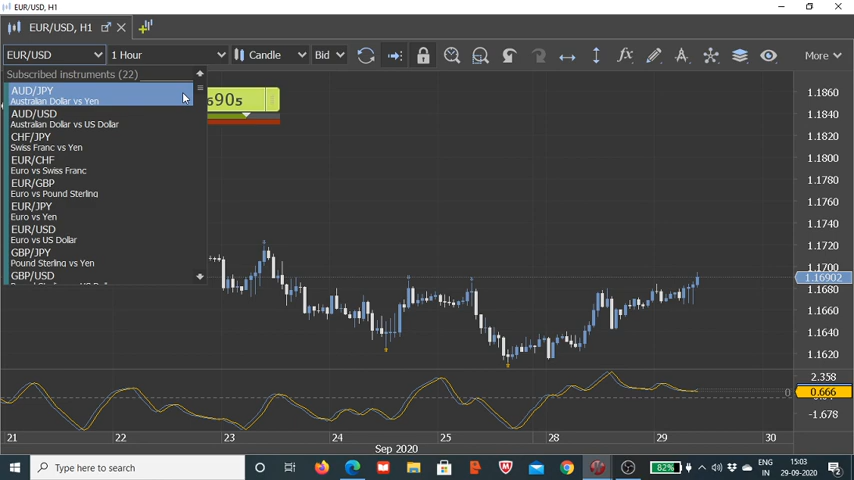 EUR/USD, H1
EUR/USD, H1
EUR/USD
1 Hour
Candle
Bid
More
Subscribed instruments (22)
AUD/JPY
Australian Dollar vs Yen
AUD/USD
Australian Dollar vs US Dollar
CHF/JPY
Swiss Franc vs Yen
EUR/CHF
Euro vs Swiss Franc
EUR/GBP
Euro vs Pound Sterling
EUR/JPY
Euro vs Yen
EUR/USD
Euro vs US Dollar
GBP/JPY
Pound Sterling vs Yen
GBP/USD
905
1.1860
1.1840
1.1820
1.1800
1.1780
1.1760
1.1740
1.1720
1.1700
1.16902
1.1680
1.1660
1.1640
1.1620
2.358
0
0.666
-1.678
21 22 23 24 25 28 29 30
Sep 2020
Type here to search
82%
ENG
IN
15:03
29-09-2020
2